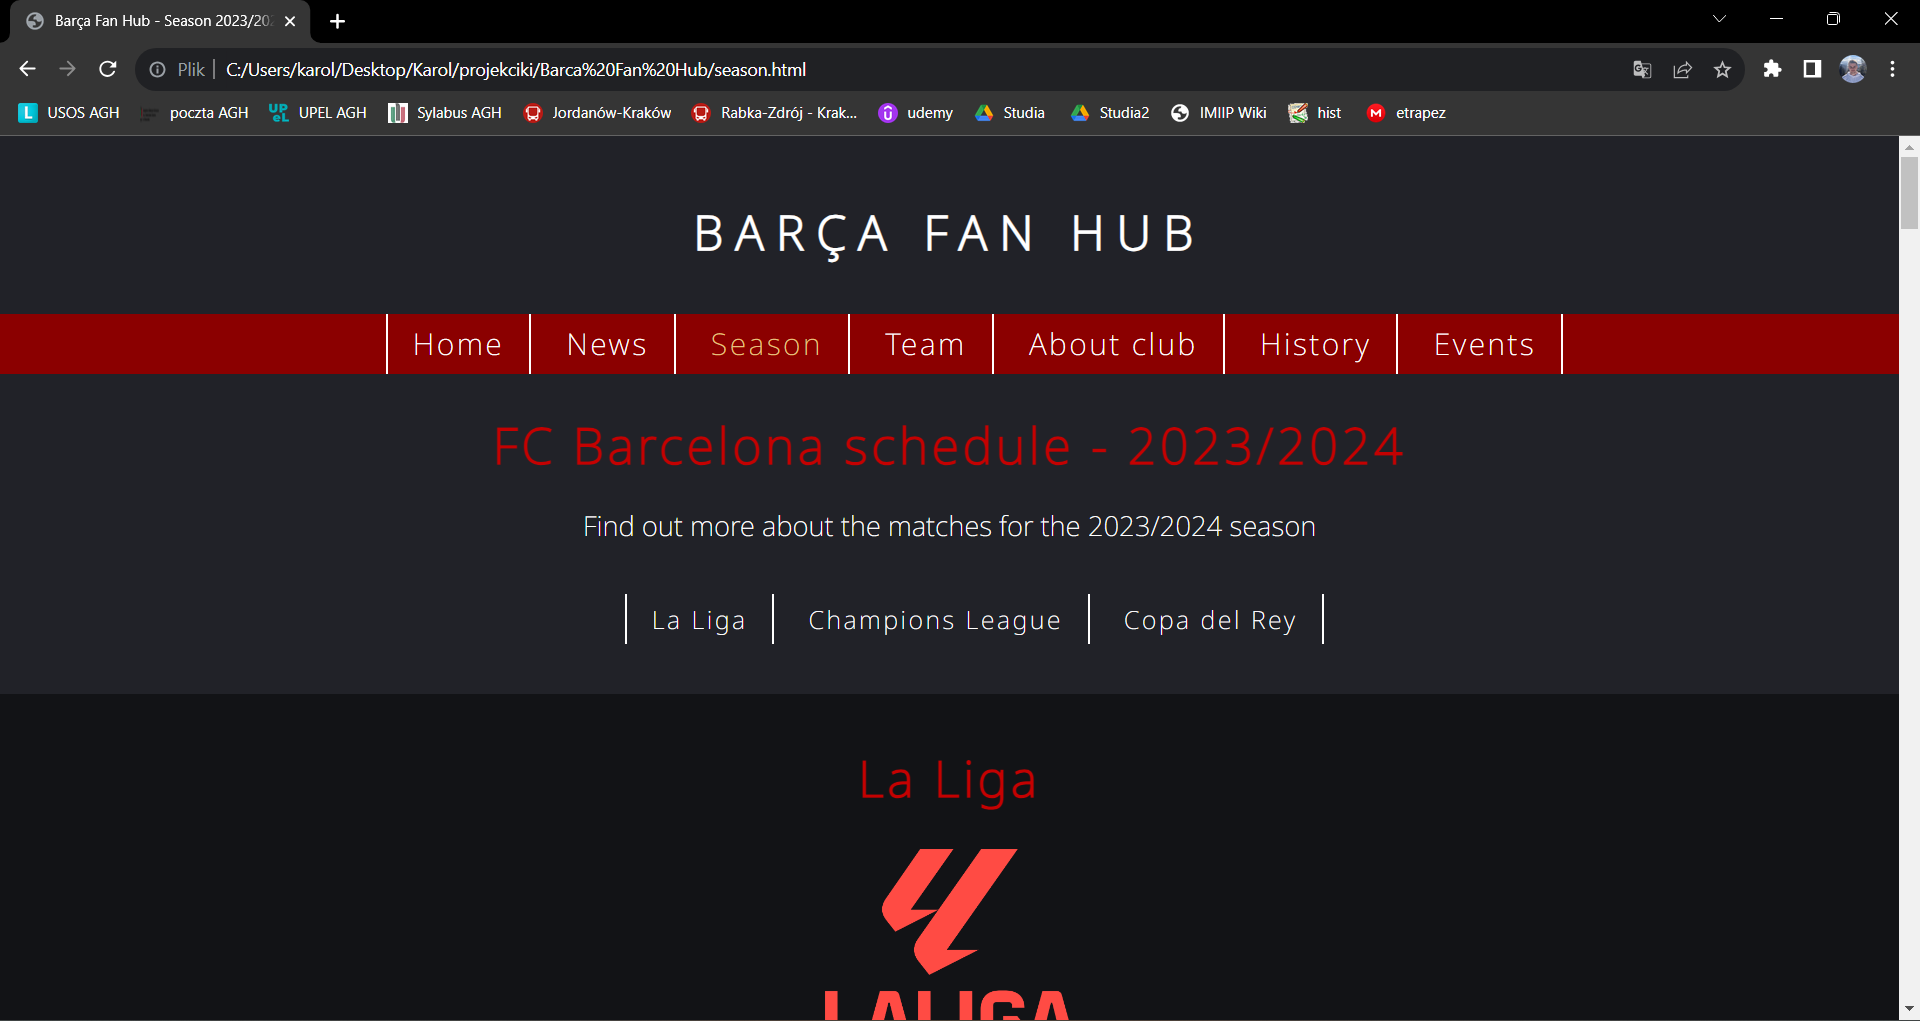 Barça Fan Hub - Season 2023/202
Plik C:/Users/karol/Desktop/Karol/projekciki/Barca%20Fan%20Hub/season.html
USOS AGH poczta AGH UPEL AGH Sylabus AGH Jordanów-Kraków Rabka-Zdrój - Krak... udemy Studia Studia2 IMIIP Wiki hist etrapez
BARÇA FAN HUB
Home News Season Team About club History Events
FC Barcelona schedule - 2023/2024
Find out more about the matches for the 2023/2024 season
La Liga Champions League Copa del Rey
La Liga
LALIGA